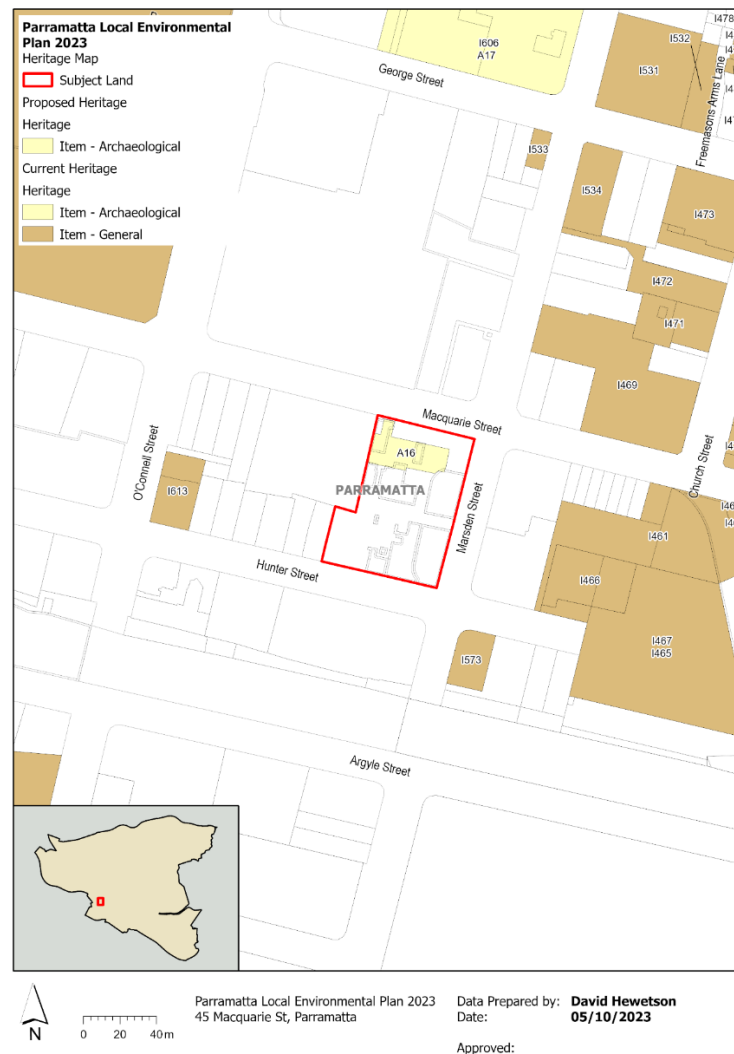 Parramatta Local Environmental
Plan 2023
Heritage Map
Subject Land
Proposed Heritage
Heritage
Item - Archaeological
Current Heritage
Heritage
Item - Archaeological
Item - General
I606
A17
George Street
I478
I532
I531
Freemasons Arms Lane
I533
I534
I473
I472
I471
I469
Macquarie Street
A16
PARRAMATTA
O'Connell Street
I613
Marsden Street
Church Street
I461
I466
Hunter Street
I467
I465
I573
Argyle Street
N
0 20 40m
Parramatta Local Environmental Plan 2023
45 Macquarie St, Parramatta
Data Prepared by: David Hewetson
Date: 05/10/2023
Approved: